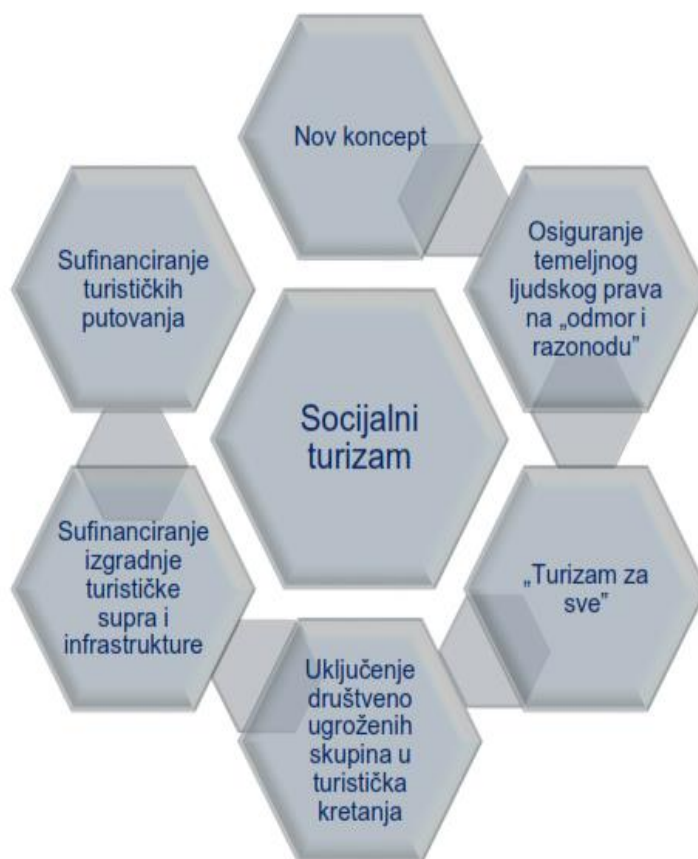 Nov koncept
Osiguranje
temeljnog
ljudskog prava
na „odmor i
razonodu”
„Turizam za
sve”
Uključenje
društveno
ugroženih
skupina u
turistička
kretanja
Sufinanciranje
izgradnje
turističke
supra i
infrastrukture
Sufinanciranje
turističkih
putovanja
Socijalni
turizam